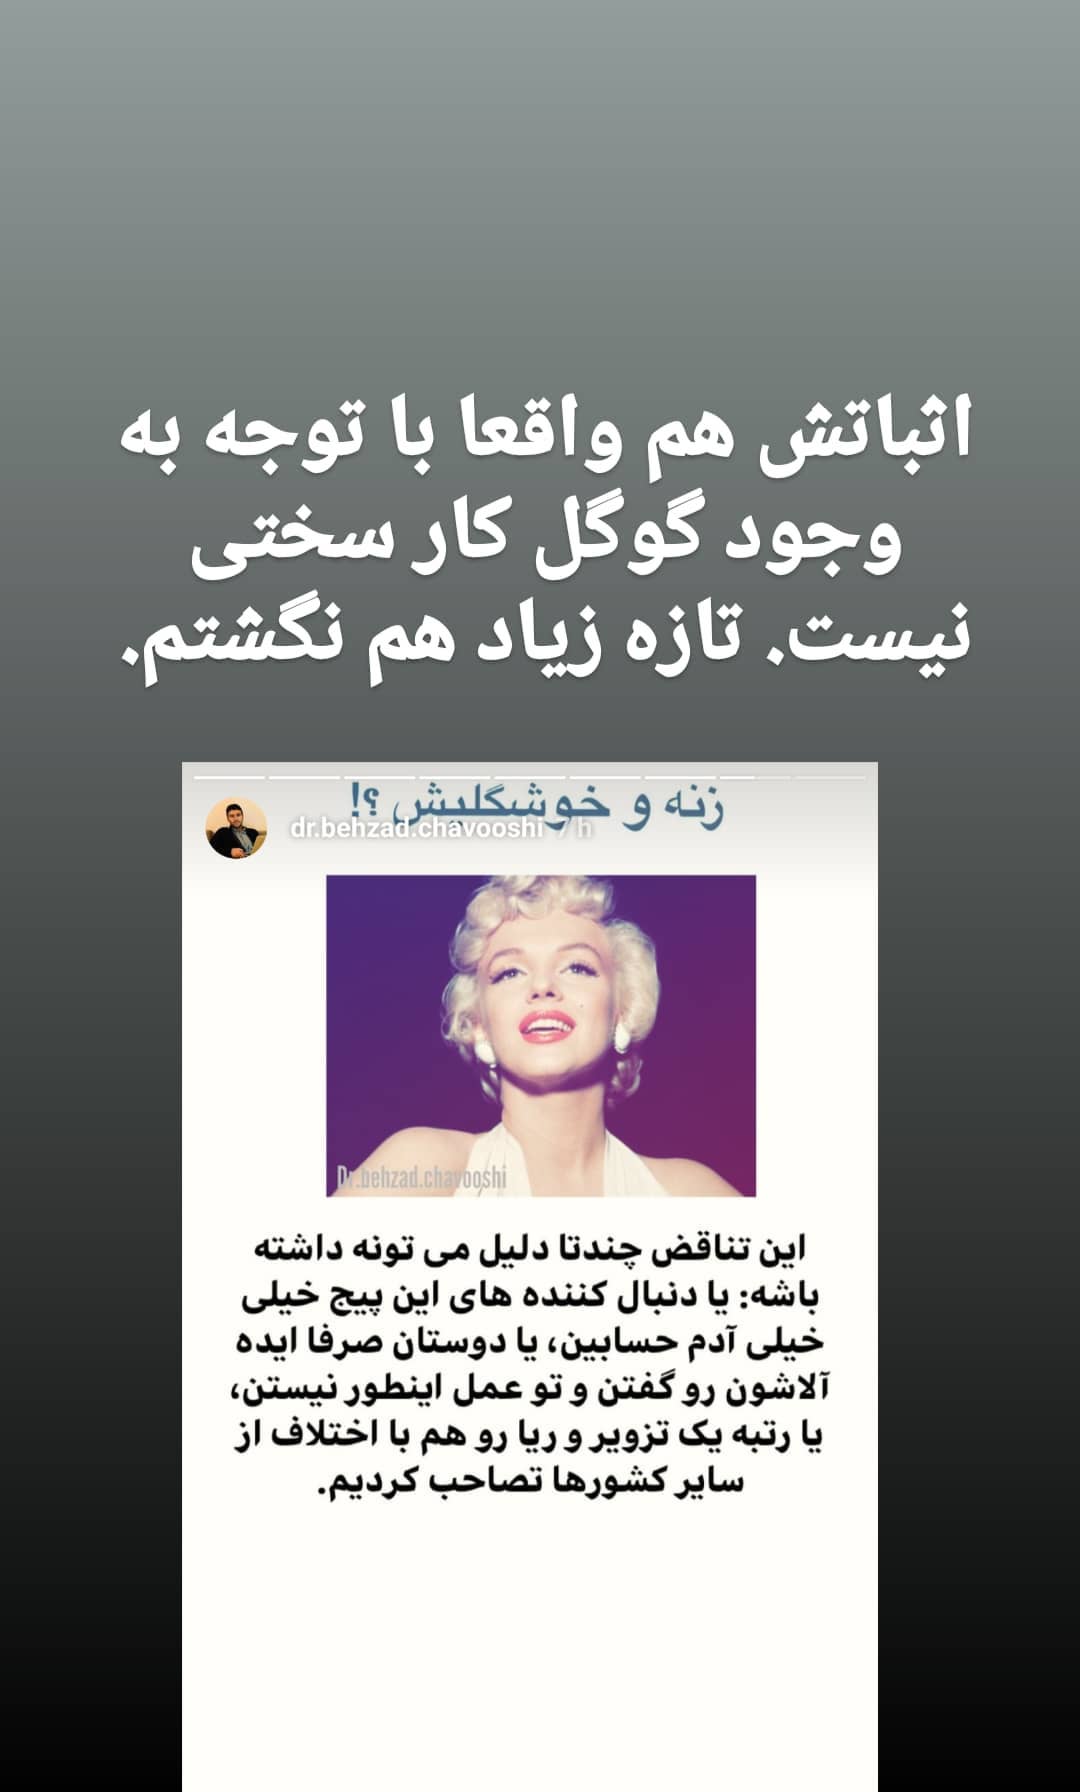 اثباتش هم واقعا با توجه به
وجود گوگل کار سختی
نیست. تازه زیاد هم نگشتم.
زنه و خوشگلیش ؟!
dr.behzad.chavooshi 7 h
Dr.behzad.chavooshi
این تناقض چندتا دلیل می تونه داشته
باشه: یا دنبال کننده های این پیج خیلی
خیلی آدم حسابین، یا دوستان صرفا ایده
آلاشون رو گفتن و تو عمل اینطور نیستن،
یا رتبه یک تزویر و ریا رو هم با اختلاف از
سایر کشورها تصاحب کردیم.